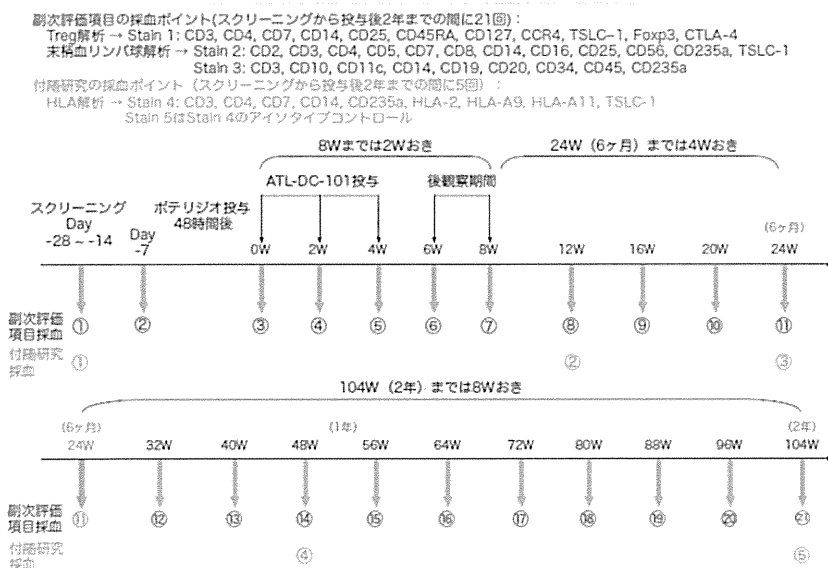 副次評価項目の採血ポイント(スクリーニングから投与後2年までの間に21回):
Treg解析 → Stain 1: CD3, CD4, CD7, CD14, CD25, CD45RA, CD127, CCR4, TSLC-1, Foxp3, CTLA-4
末梢血リンパ球解析 → Stain 2: CD2, CD3, CD4, CD5, CD7, CD8, CD14, CD16, CD25, CD56, CD235a, TSLC-1
Stain 3: CD3, CD10, CD11c, CD14, CD19, CD20, CD34, CD45, CD235a
付随研究の採血ポイント(スクリーニングから投与後2年までの間に5回):
HLA解析 → Stain 4: CD3, CD4, CD7, CD14, CD235a, HLA-2, HLA-A9, HLA-A11, TSLC-1
Stain 5はStain 4のアイソタイプコントロール
8Wまでは2Wおき 24W(6ヶ月)までは4Wおき
ATL-DC-101投与 後観察期間
スクリーニング ポテリジオ投与
Day 48時間後
-28 ~ -14
Day
-7
(6ヶ月)
0W 2W 4W 6W 8W 12W 16W 20W 24W
副次評価
項目採血
① ② ③ ④ ⑤ ⑥ ⑦ ⑧ ⑨ ⑩ ⑪
付随研究
採血
① ② ③
104W(2年)までは8Wおき
(6ヶ月) (1年) (2年)
24W 32W 40W 48W 56W 64W 72W 80W 88W 96W 104W
副次評価
項目採血
⑪ ⑫ ⑬ ⑭ ⑮ ⑯ ⑰ ⑱ ⑲ ⑳ ㉑
付随研究
採血
④ ⑤